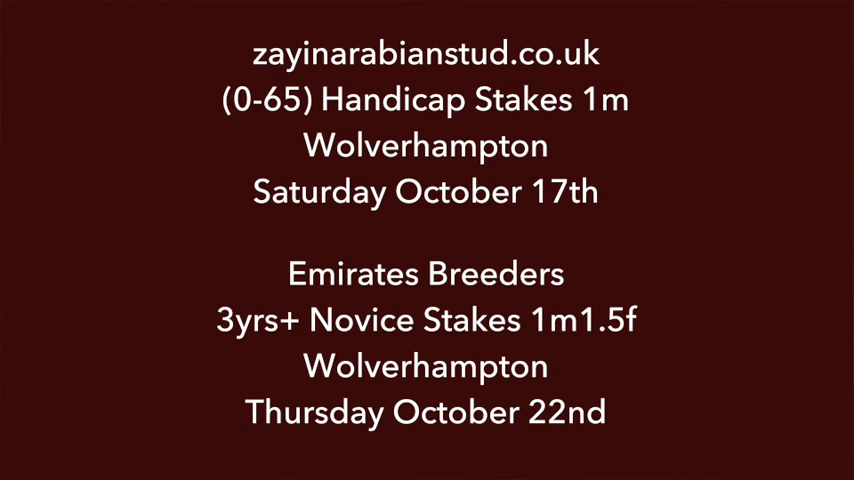 zayinarabianstud.co.uk
(0-65) Handicap Stakes 1m
Wolverhampton
Saturday October 17th
Emirates Breeders
3yrs+ Novice Stakes 1m1.5f
Wolverhampton
Thursday October 22nd